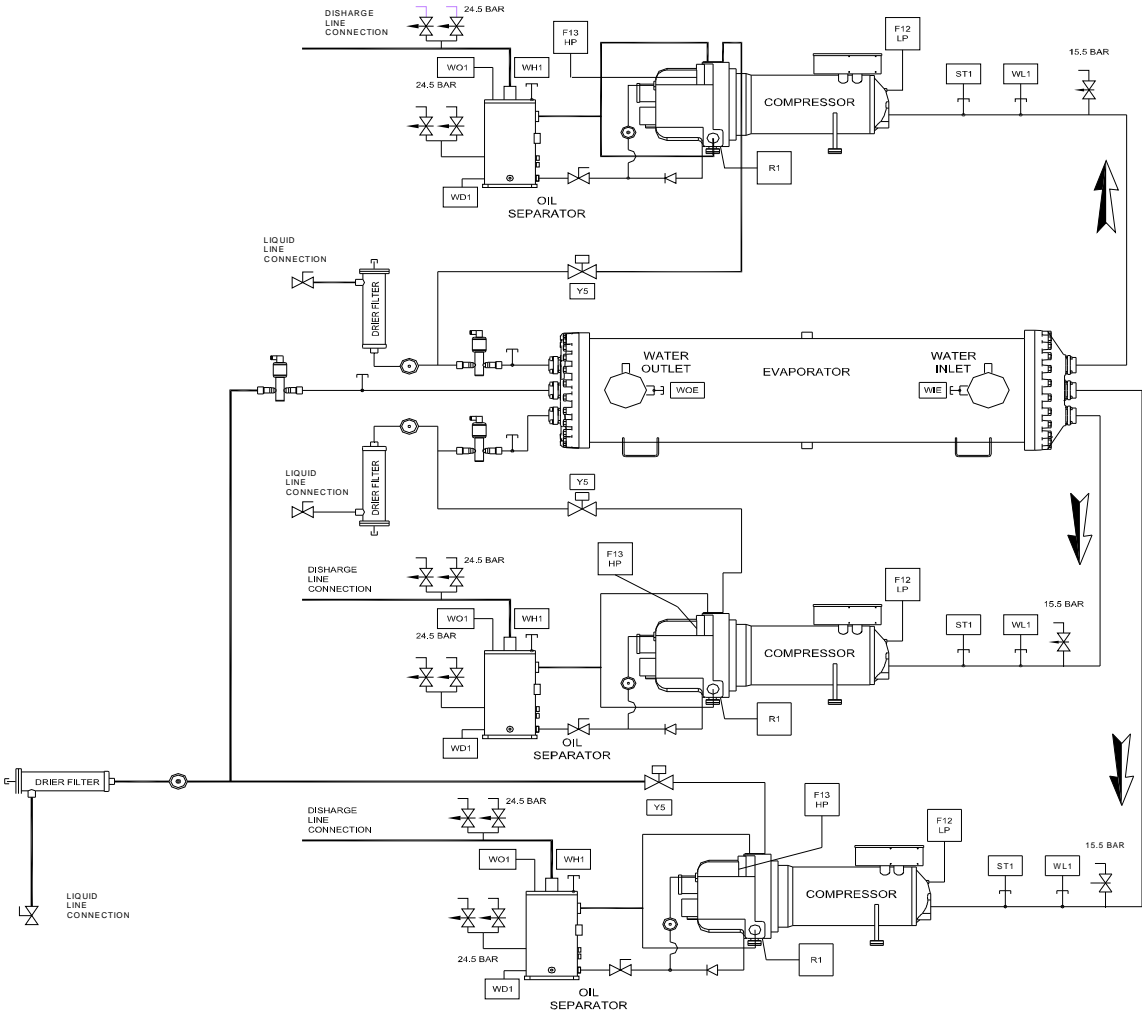 DISHARGE
LINE
CONNECTION
24.5 BAR
F13
HP
F12
LP
15.5 BAR
WO1
WH1
ST1
WL1
24.5 BAR
COMPRESSOR
R1
WD1
OIL
SEPARATOR
LIQUID
LINE
CONNECTION
DRIER FILTER
Y5
WATER
OUTLET
EVAPORATOR
WATER
INLET
WOE
WIE
LIQUID
LINE
CONNECTION
DRIER FILTER
Y5
DISHARGE
LINE
CONNECTION
24.5 BAR
F13
HP
F12
LP
15.5 BAR
WO1
WH1
ST1
WL1
24.5 BAR
COMPRESSOR
R1
WD1
OIL
SEPARATOR
DRIER FILTER
Y5
DISHARGE
LINE
CONNECTION
24.5 BAR
F13
HP
F12
LP
15.5 BAR
WO1
WH1
ST1
WL1
COMPRESSOR
LIQUID
LINE
CONNECTION
24.5 BAR
R1
WD1
OIL
SEPARATOR